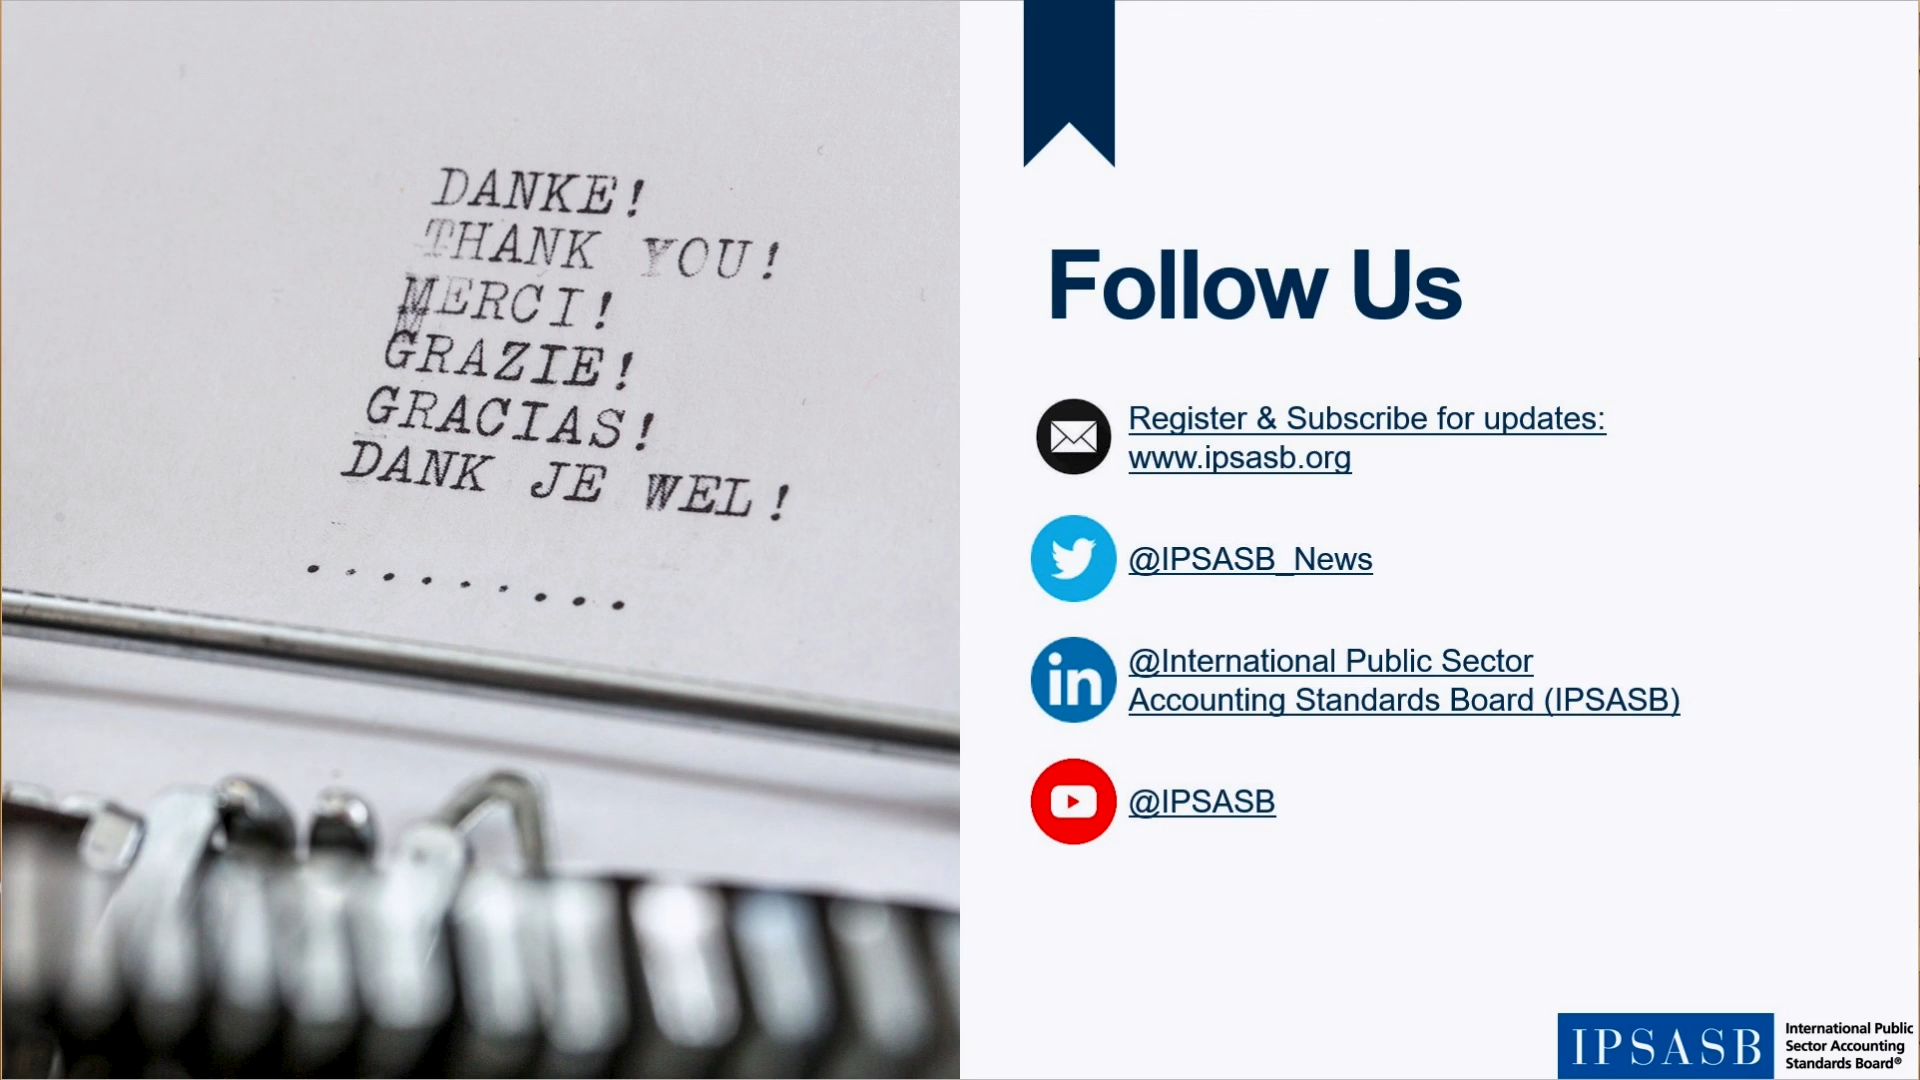 DANKE!
THANK YOU!
MERCI!
GRAZIE!
GRACIAS!
DANK JE WEL!
.........
Follow Us
Register & Subscribe for updates:
www.ipsasb.org
@IPSASB_News
in
@International Public Sector
Accounting Standards Board (IPSASB)
@IPSASB
IPSASB
International Public
Sector Accounting
Standards Board®